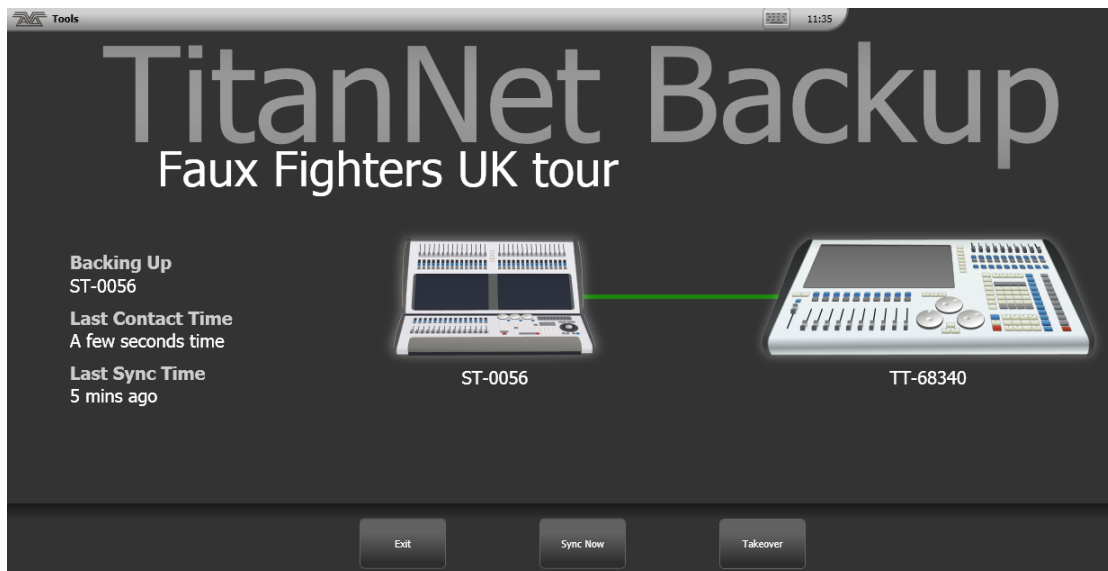 Tools
11:35
TitanNet Backup
Faux Fighters UK tour
Backing Up
ST-0056
Last Contact Time
A few seconds time
Last Sync Time
5 mins ago
ST-0056
TT-68340
Exit
Sync Now
Takeover